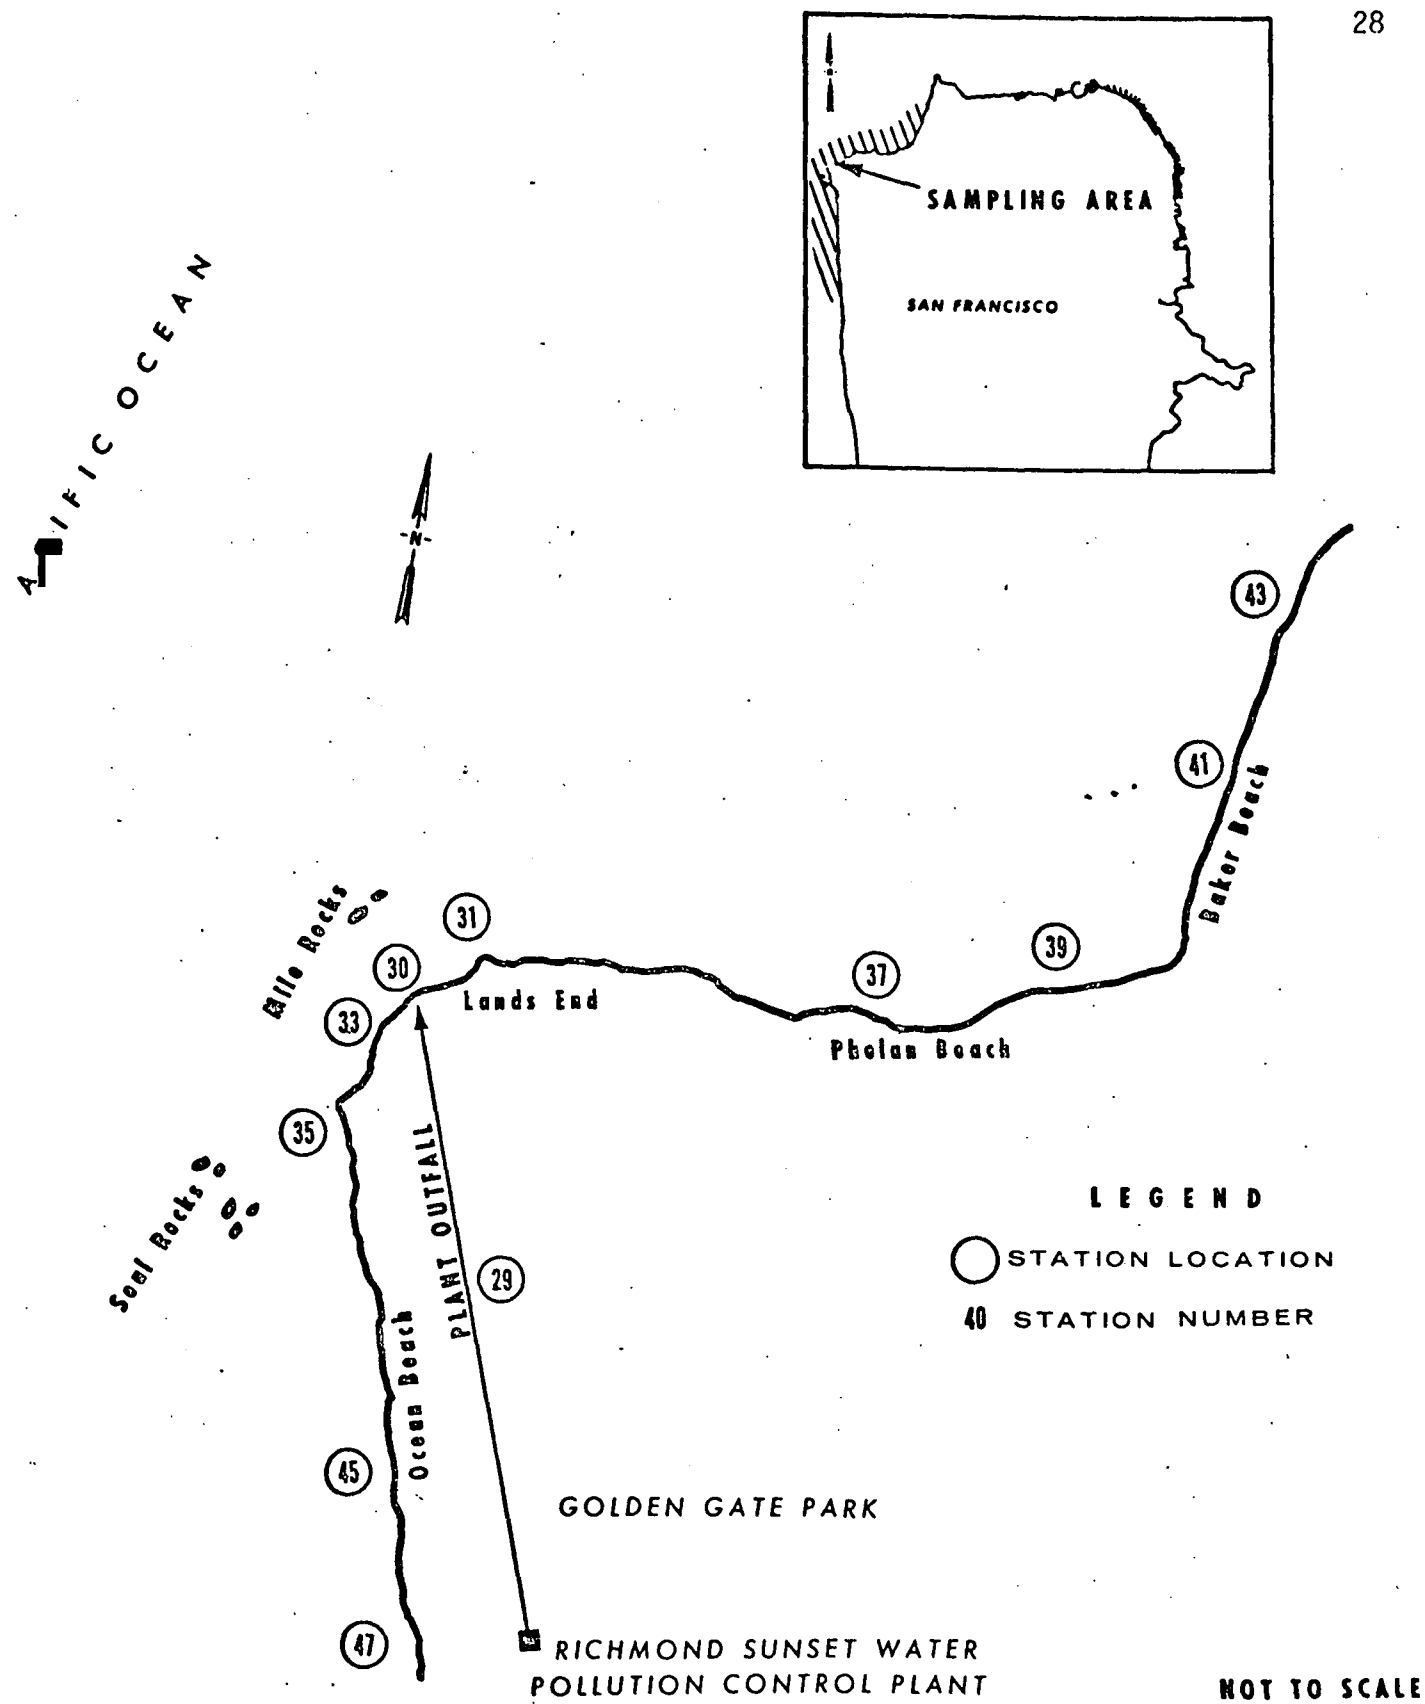 28
SAMPLING AREA
SAN FRANCISCO
IFIC OCEAN
A
-N-
43
41
Baker Beach
Mile Rocks
31
30
39
37
33
Lands End
Phelan Beach
35
PLANT OUTFALL
Seal Rocks
29
LEGEND
STATION LOCATION
40 STATION NUMBER
Ocean Beach
45
GOLDEN GATE PARK
47
RICHMOND SUNSET WATER
POLLUTION CONTROL PLANT
NOT TO SCALE